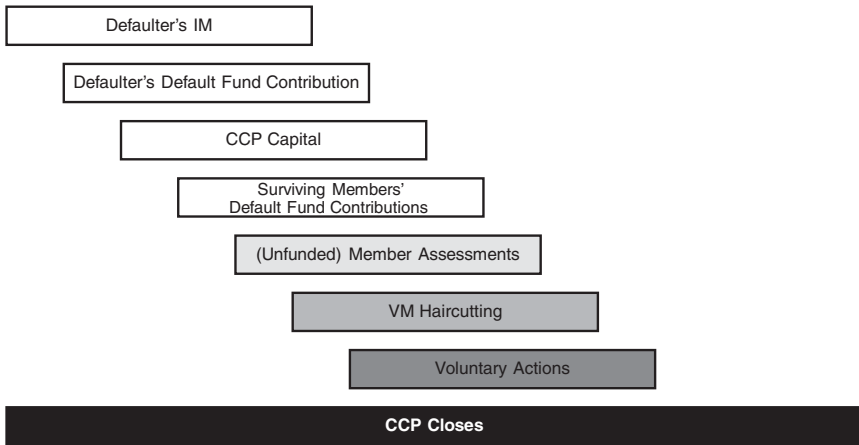 Defaulter's IM
Defaulter's Default Fund Contribution
CCP Capital
Surviving Members'
Default Fund Contributions
(Unfunded) Member Assessments
VM Haircutting
Voluntary Actions
CCP Closes